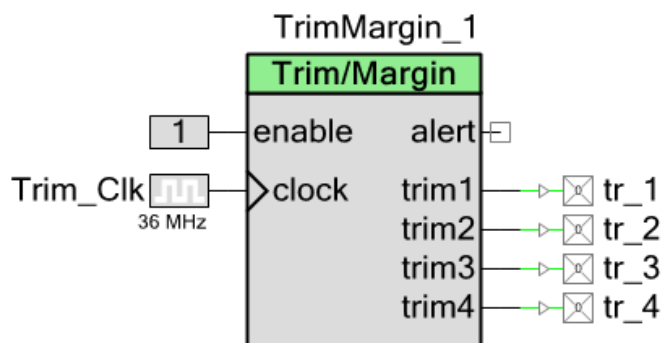 TrimMargin_1
Trim/Margin
1 enable alert
Trim_Clk clock trim1 tr_1
36 MHz
trim2 tr_2
trim3 tr_3
trim4 tr_4